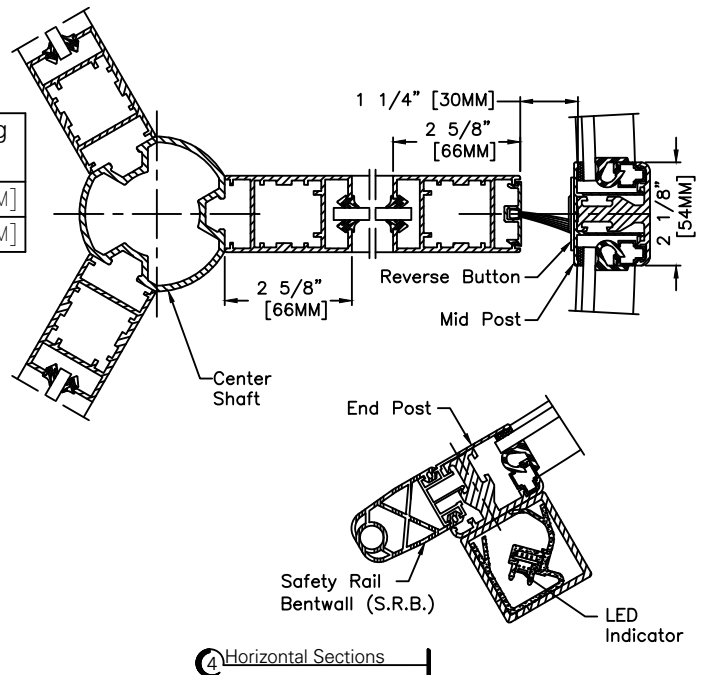 g
M]
M]
1 1/4" [30MM]
2 5/8"
[66MM]
2 1/8"
[54MM]
Reverse Button
2 5/8"
[66MM]
Mid Post
Center
Shaft
End Post
Safety Rail
Bentwall (S.R.B.)
LED
Indicator
4 Horizontal Sections